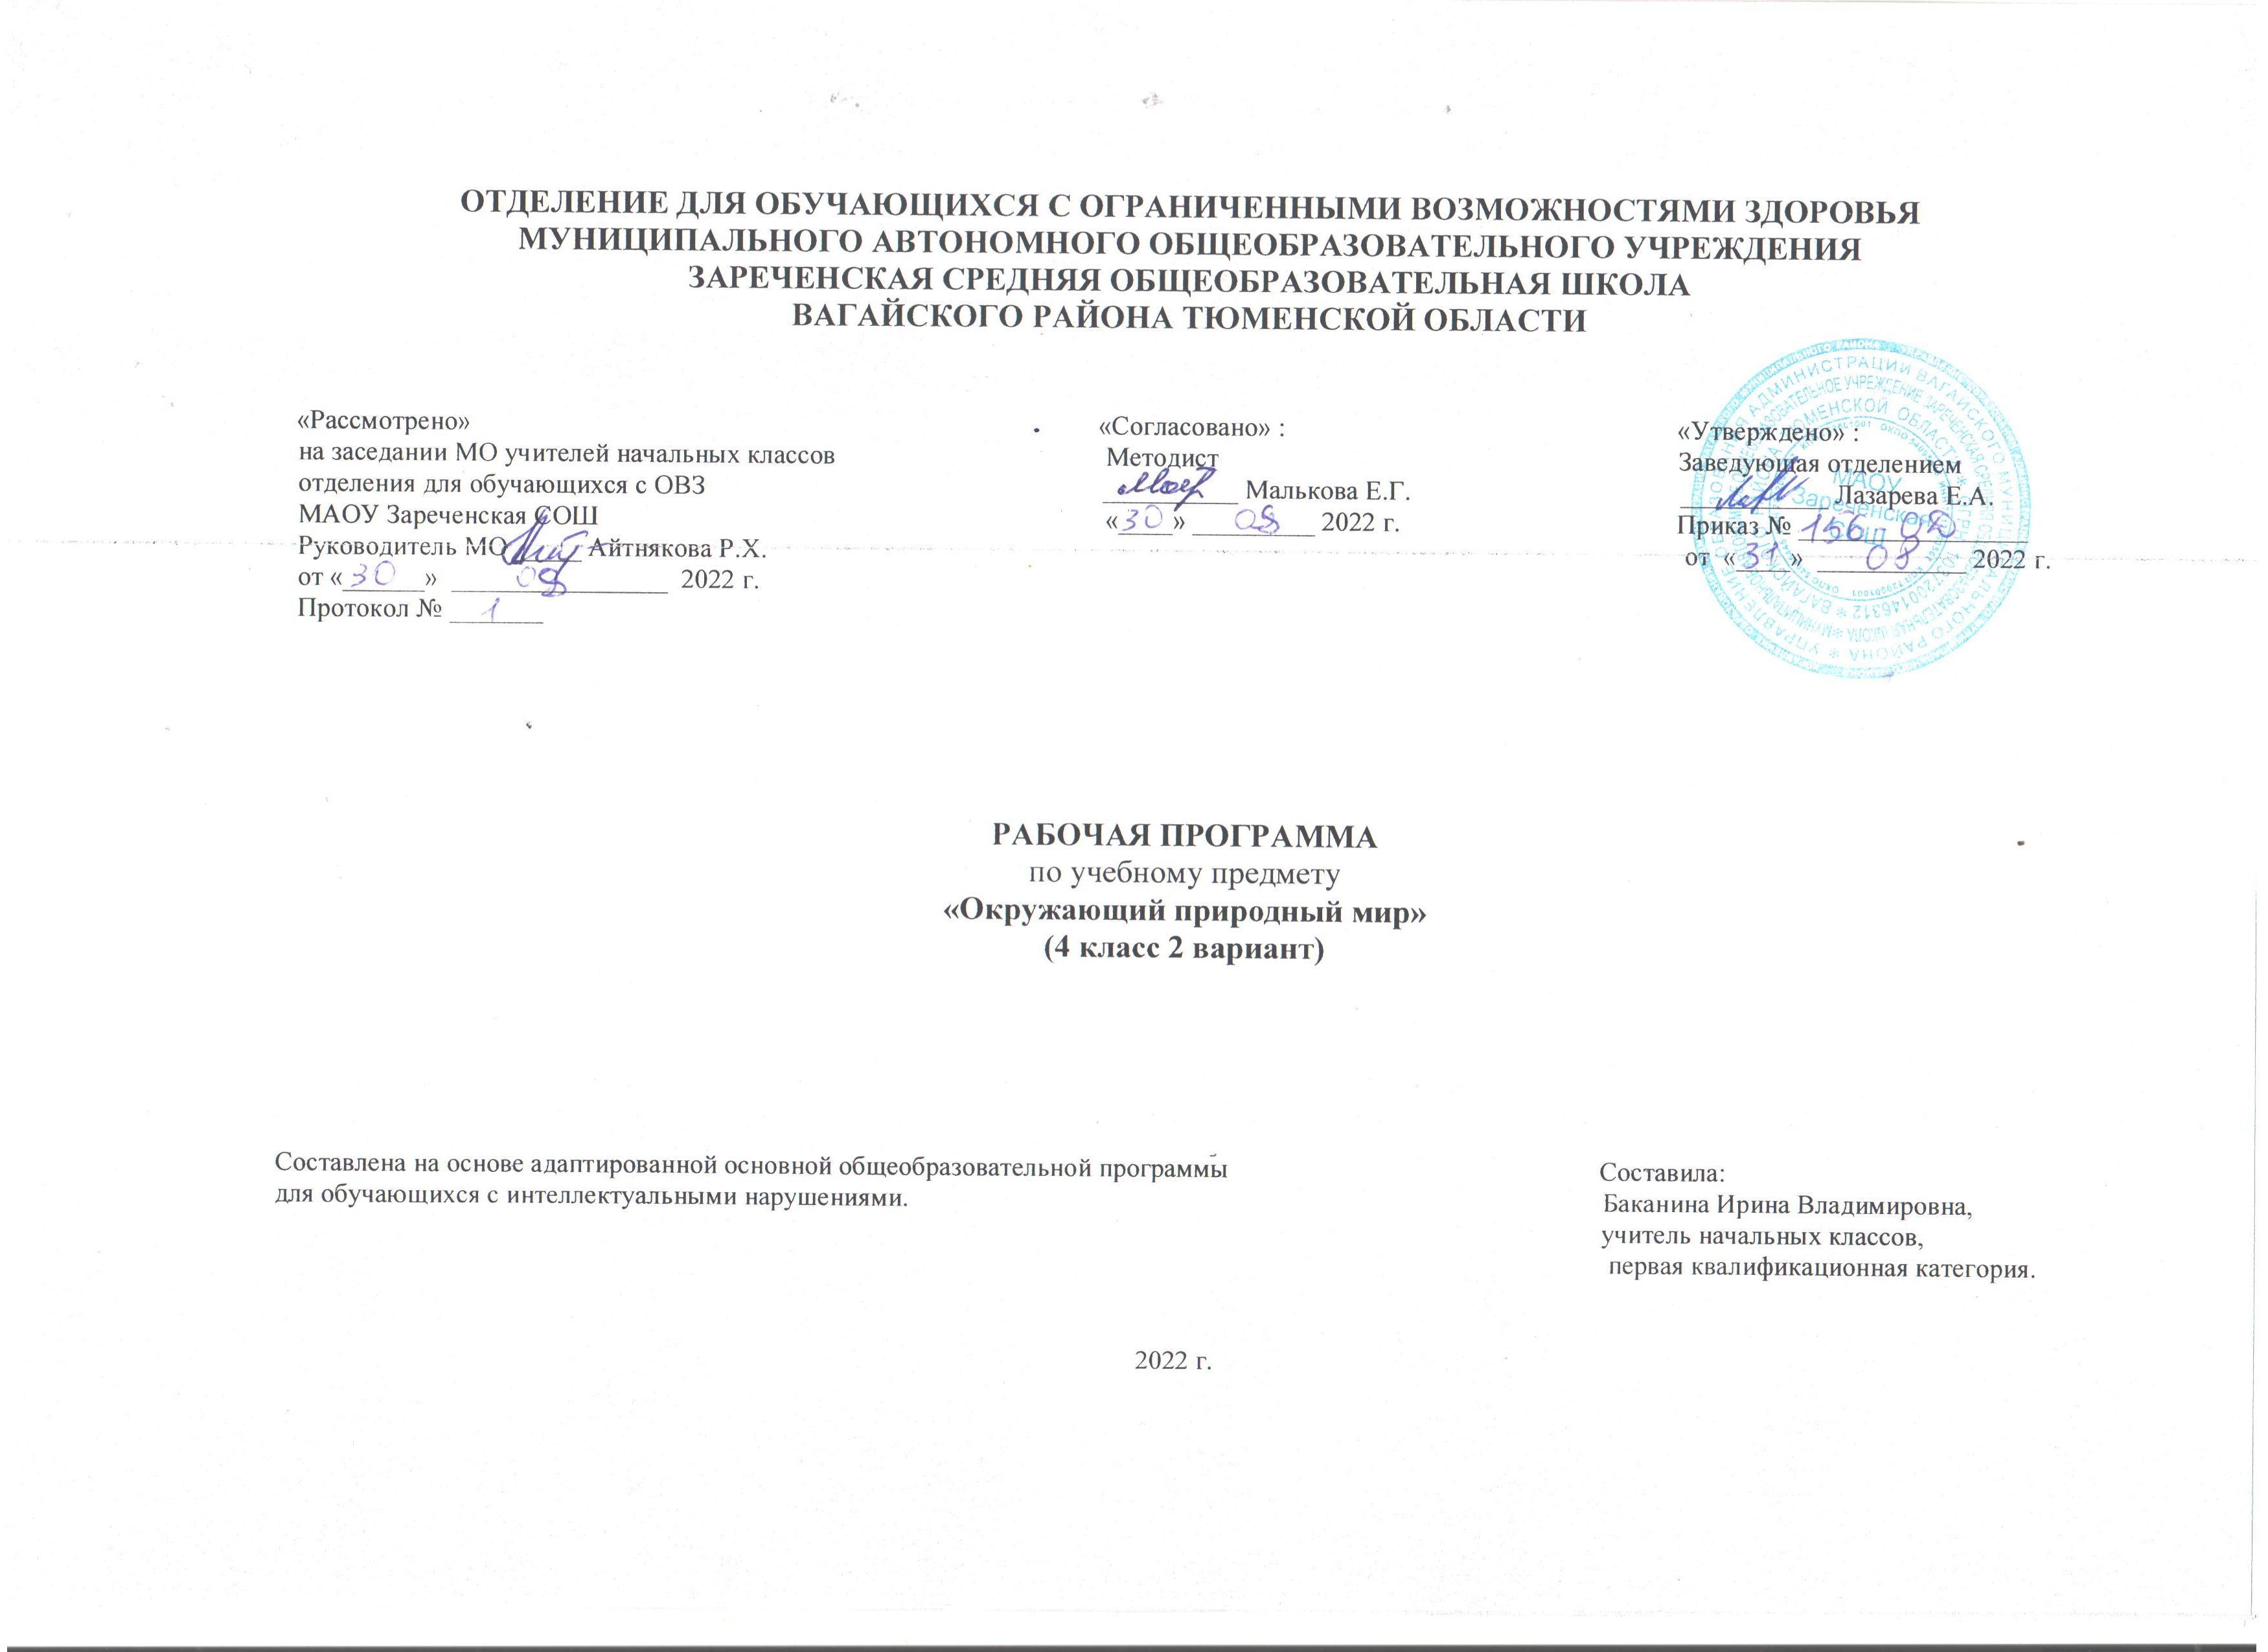 ОТДЕЛЕНИЕ ДЛЯ ОБУЧАЮЩИХСЯ С ОГРАНИЧЕННЫМИ ВОЗМОЖНОСТЯМИ ЗДОРОВЬЯ
МУНИЦИПАЛЬНОГО АВТОНОМНОГО ОБЩЕОБРАЗОВАТЕЛЬНОГО УЧРЕЖДЕНИЯ
ЗАРЕЧЕНСКАЯ СРЕДНЯЯ ОБЩЕОБРАЗОВАТЕЛЬНАЯ ШКОЛА
ВАГАЙСКОГО РАЙОНА ТЮМЕНСКОЙ ОБЛАСТИ
«Рассмотрено»
на заседании МО учителей начальных классов
отделения для обучающихся с ОВЗ
МАОУ Зареченская СОШ
Руководитель МО Айтнякова Р.Х.
от «30» 08 2022 г.
Протокол № 1
«Согласовано» :
Методист
Малькова Е.Г.
«30» 08 2022 г.
«Утверждено» :
Заведующая отделением
Лазарева Е.А.
Приказ № 156 ОД
от «31» 08 2022 г.
МАОУ
Зареченская
СОШ
РАБОЧАЯ ПРОГРАММА
по учебному предмету
«Окружающий природный мир»
(4 класс 2 вариант)
Составлена на основе адаптированной основной общеобразовательной программы
для обучающихся с интеллектуальными нарушениями.
Составила:
Баканина Ирина Владимировна,
учитель начальных классов,
первая квалификационная категория.
2022 г.